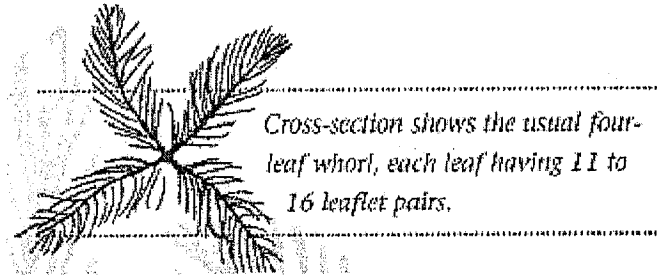 Cross-section shows the usual four-
leaf whorl, each leaf having 11 to
16 leaflet pairs.